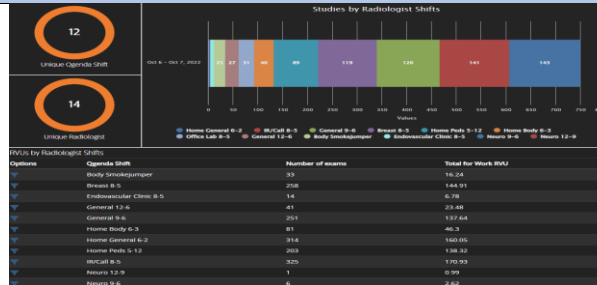 Studies by Radiologist Shifts
12
Unique Qgenda Shift
14
Unique Radiologist
Oct 6 – Oct 7, 2022
25 27 31 40 89 119 128 141 145
0 50 100 150 200 250 300 350 400 450 500 550 600 650 700 750
Values
Home General 6-2 IR/Call 8-5 General 9-6 Breast 8-5 Home Peds 5-12 Home Body 6-3
Office Lab 8-5 General 12-6 Body Smokejumper Endovascular Clinic 8-5 Neuro 9-6 Neuro 12-9
RVUs by Radiologist Shifts
Options Qgenda Shift Number of exams Total for Work RVU
Body Smokejumper 33 16.24
Breast 8-5 258 144.91
Endovascular Clinic 8-5 14 6.78
General 12-6 41 23.48
General 9-6 251 137.64
Home Body 6-3 81 46.3
Home General 6-2 314 160.05
Home Peds 5-12 203 138.32
IR/Call 8-5 325 170.93
Neuro 12-9 1 0.99
Neuro 9-6 6 2.62